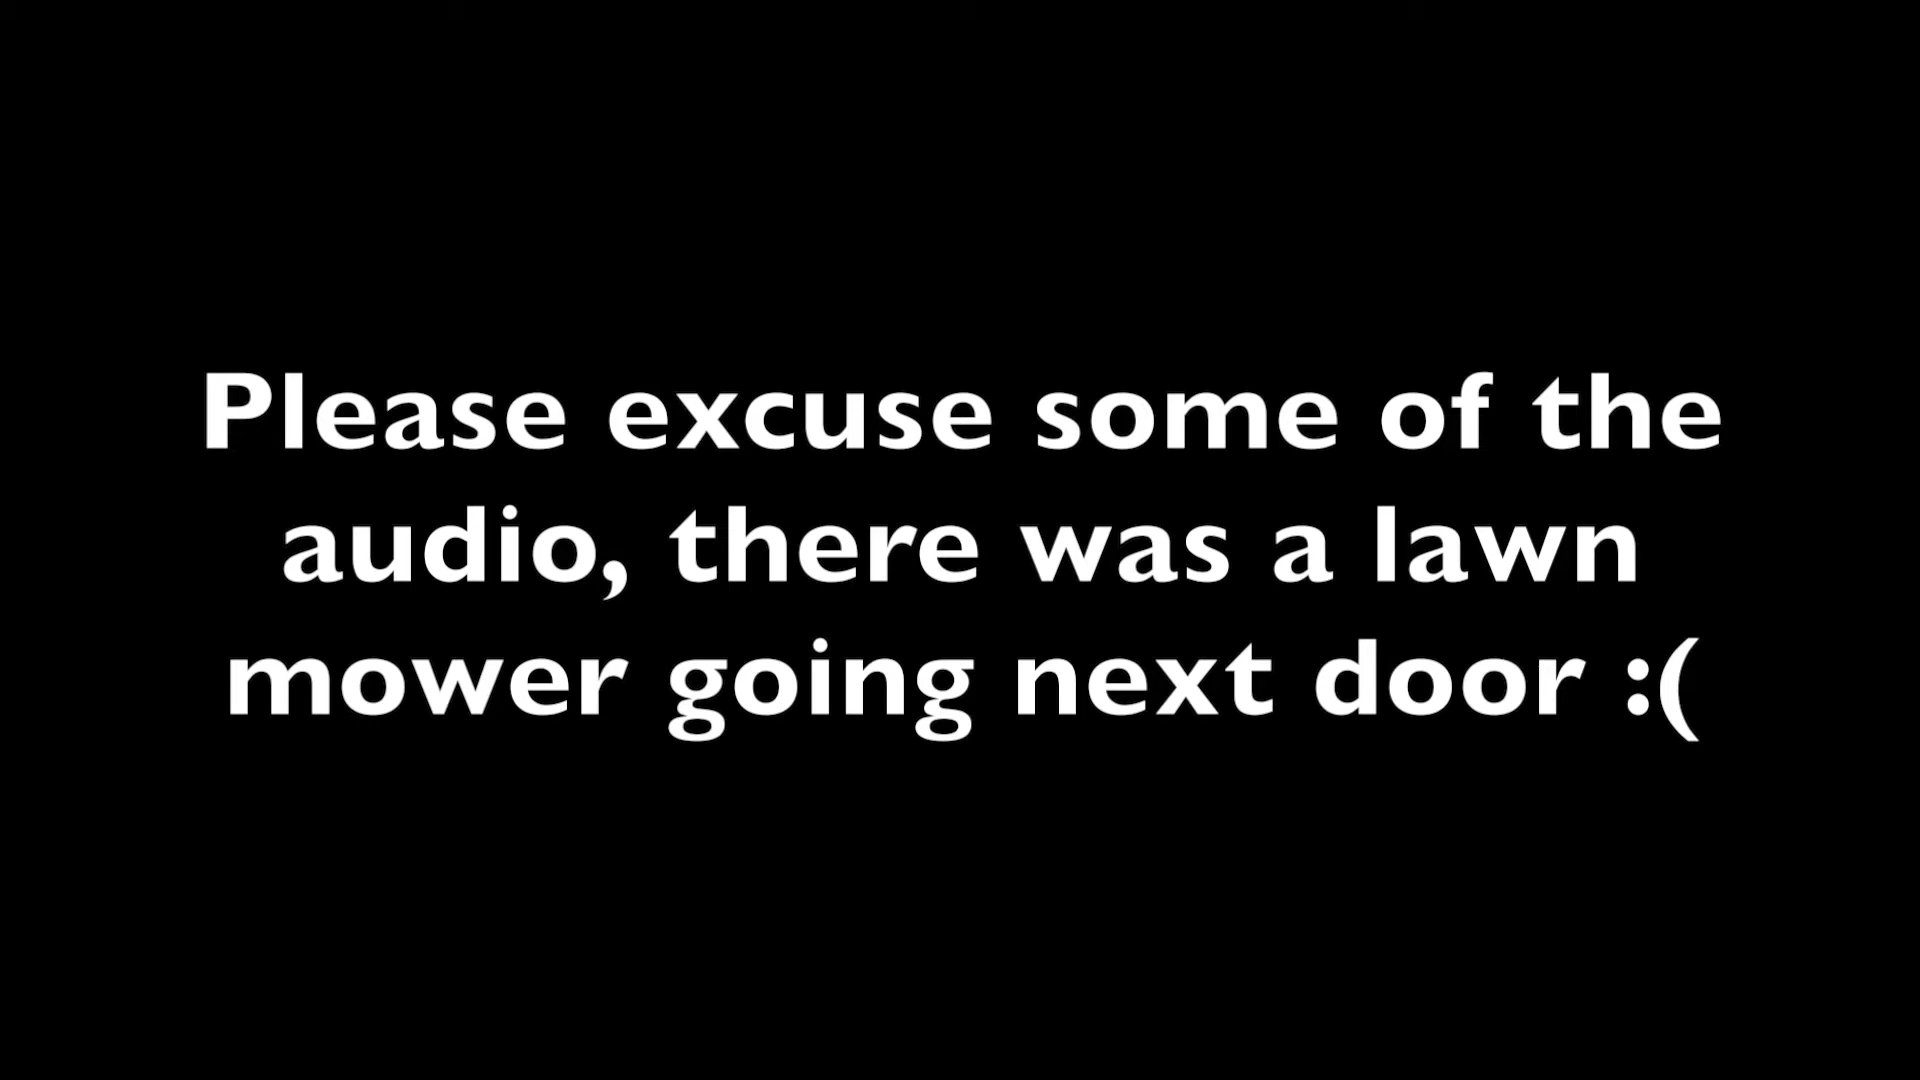 Please excuse some of the
audio, there was a lawn
mower going next door :(